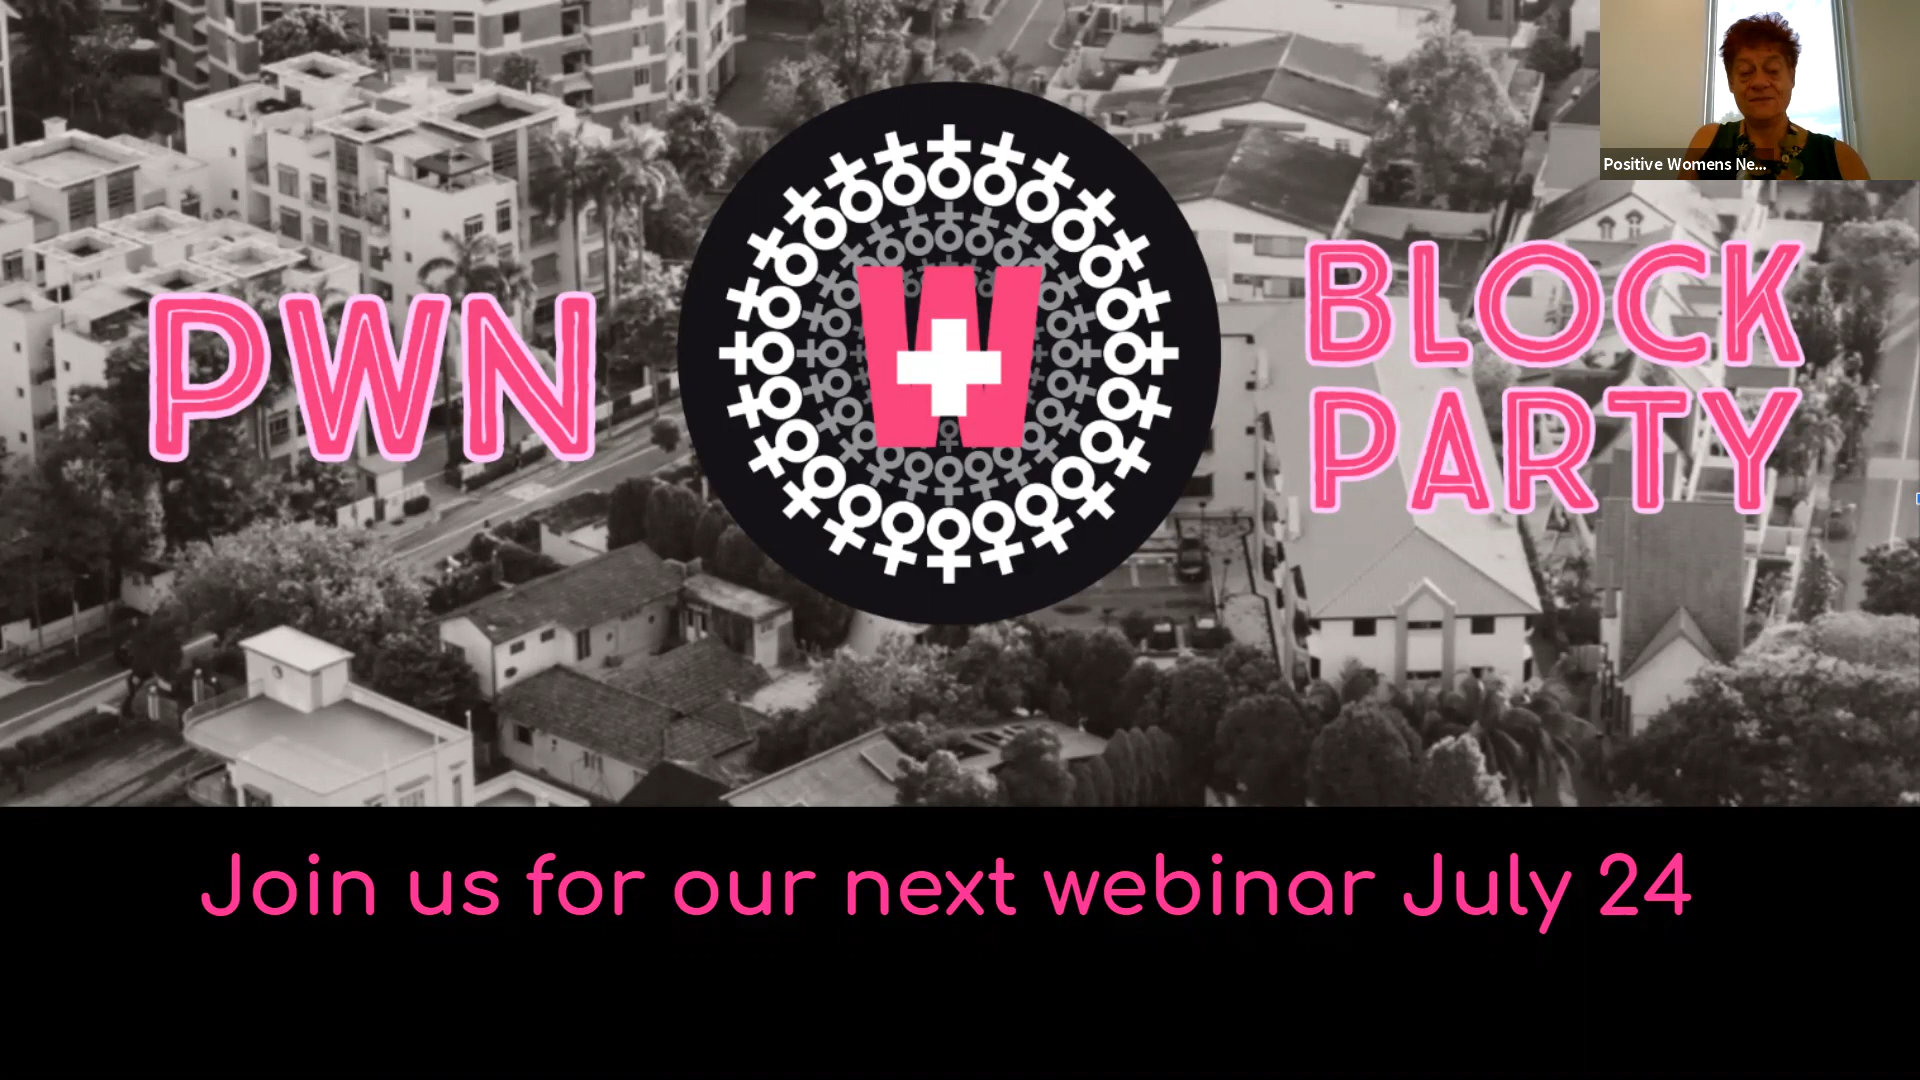 Positive Womens Ne...
PWN
W
BLOCK
PARTY
Join us for our next webinar July 24